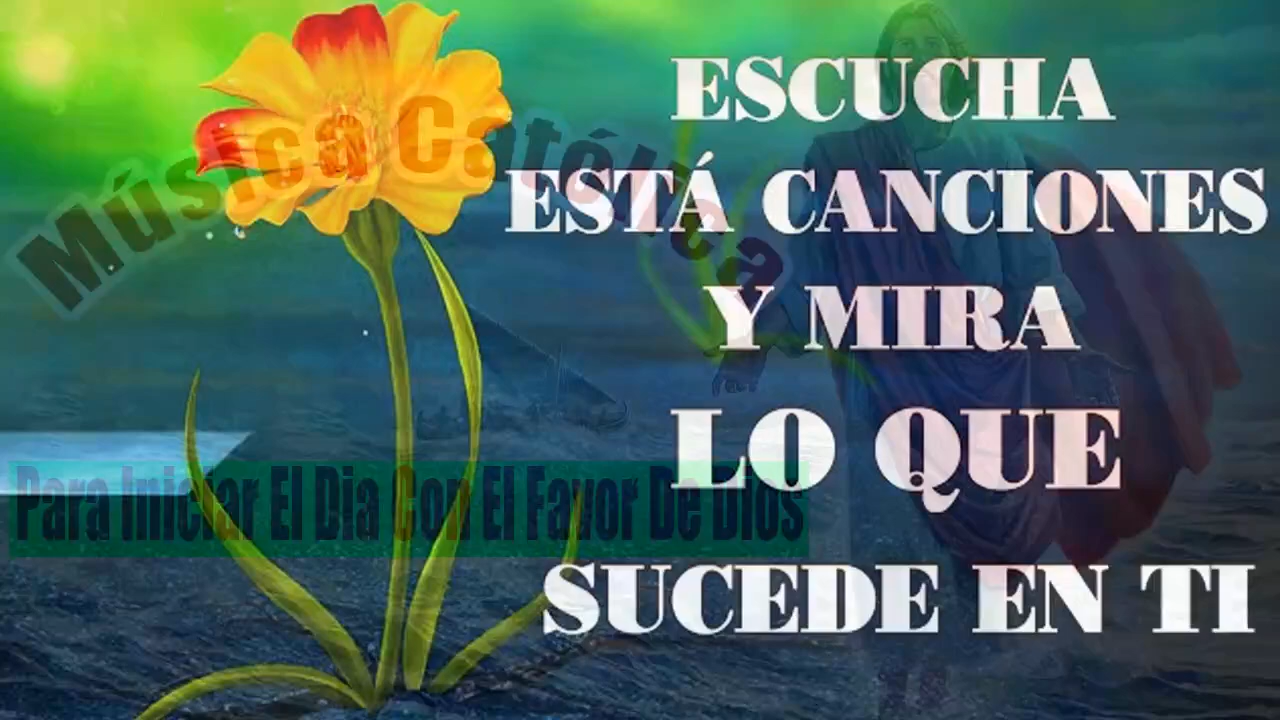 Música Católica
ESCUCHA
ESTÁ CANCIONES
Y MIRA
LO QUE
Para Iniciar El Dia Con El Favor De Dios
SUCEDE EN TI